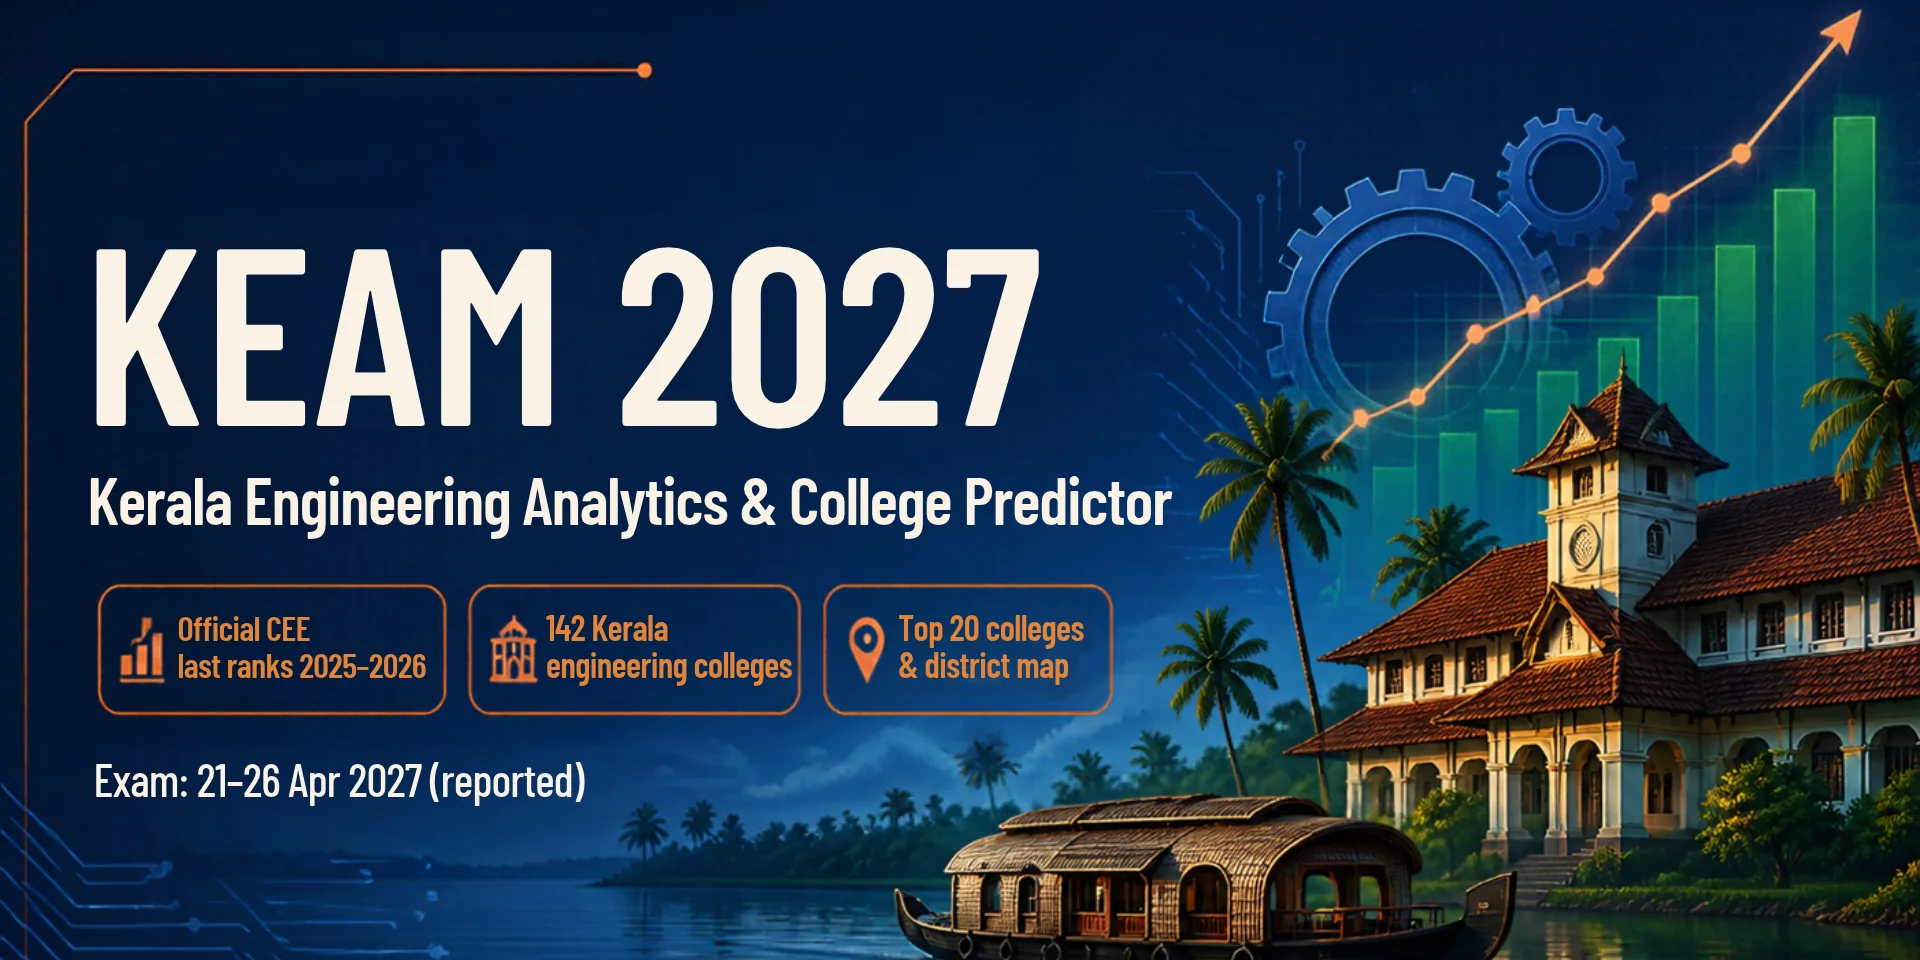 KEAM 2027
Kerala Engineering Analytics & College Predictor
Official CEE
last ranks 2025–2026
142 Kerala
engineering colleges
Top 20 colleges
& district map
Exam: 21–26 Apr 2027 (reported)